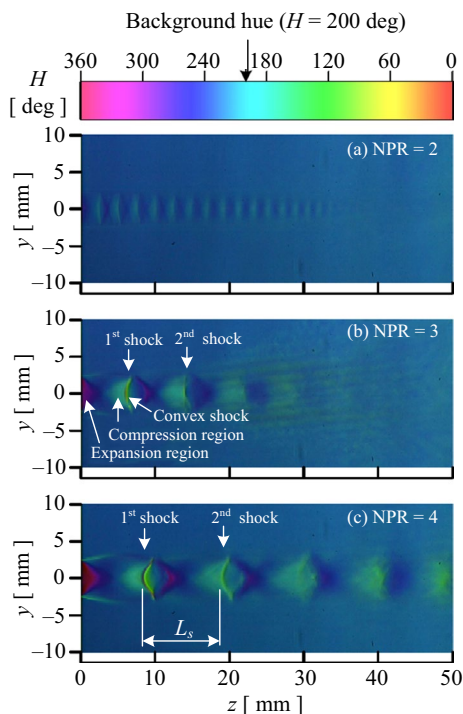 Background hue (H = 200 deg)
H
[ deg]
360 300 240 180 120 60 0
(a) NPR = 2
10
5
0
−5
−10
y [ mm]
(b) NPR = 3
1st shock
2nd shock
Convex shock
Compression region
Expansion region
10
5
0
−5
−10
y [ mm]
(c) NPR = 4
1st shock
2nd shock
Ls
10
5
0
−5
−10
y [ mm]
0 10 20 30 40 50
z [ mm]